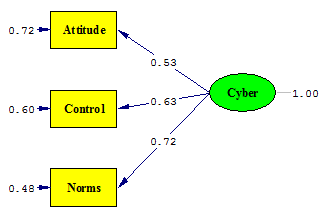 0.72 Attitude
0.53
0.60 Control 0.63 Cyber 1.00
0.72
0.48 Norms